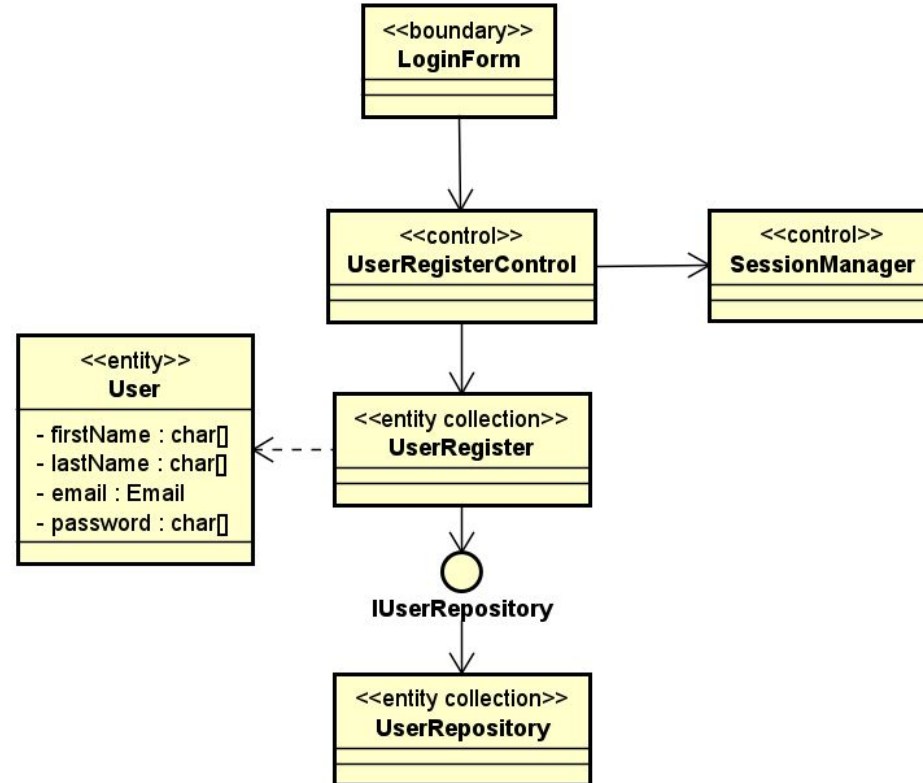 <<boundary>>
LoginForm
<<control>>
UserRegisterControl
<<control>>
SessionManager
<<entity>>
User
- firstName : char[]
- lastName : char[]
- email : Email
- password : char[]
<<entity collection>>
UserRegister
IUserRepository
<<entity collection>>
UserRepository